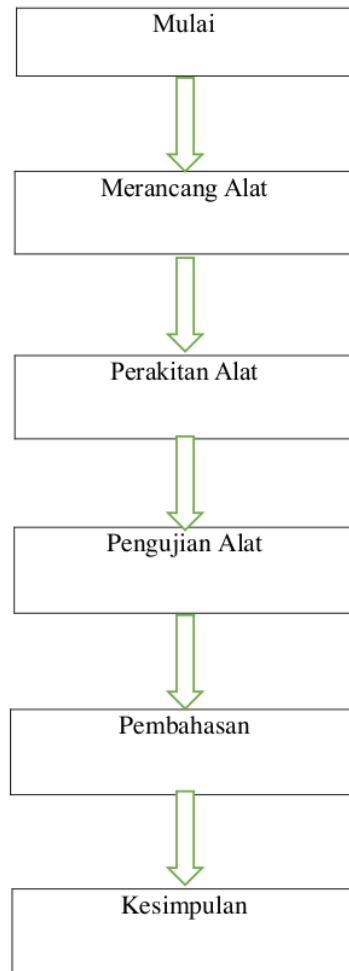 Mulai
Merancang Alat
Perakitan Alat
Pengujian Alat
Pembahasan
Kesimpulan